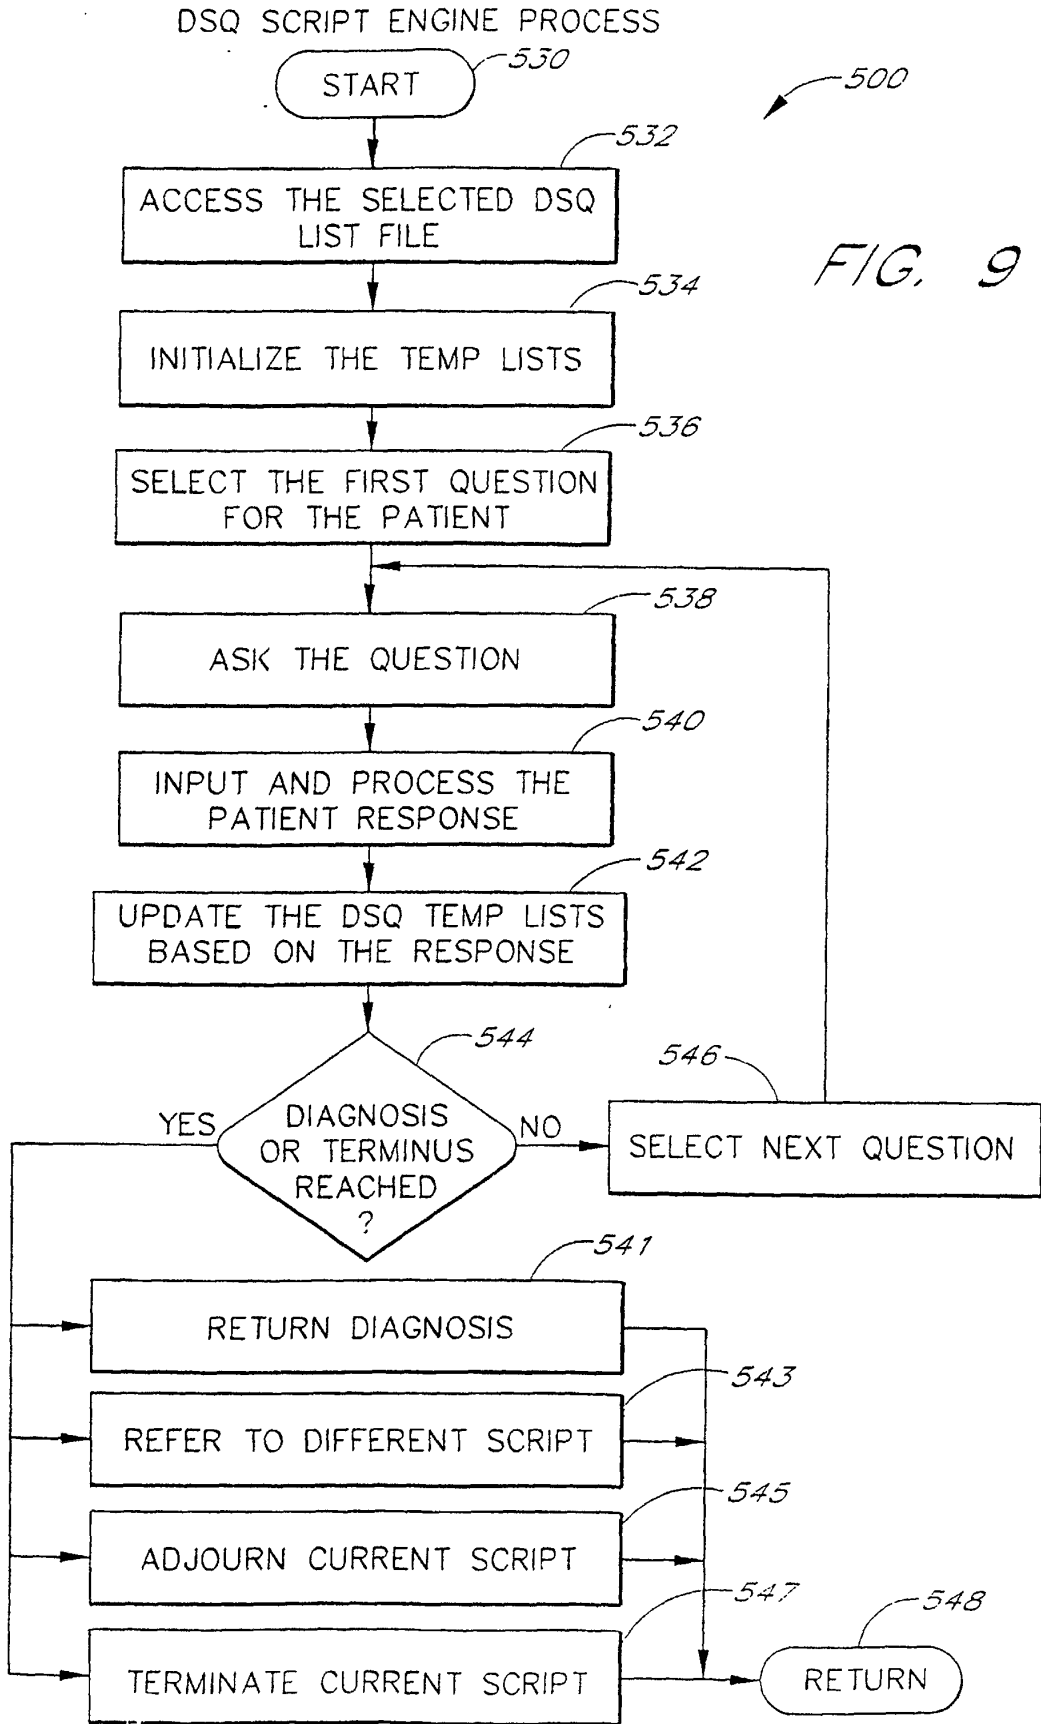 DSQ SCRIPT ENGINE PROCESS
START
530
500
532
ACCESS THE SELECTED DSQ
LIST FILE
FIG. 9
534
INITIALIZE THE TEMP LISTS
536
SELECT THE FIRST QUESTION
FOR THE PATIENT
538
ASK THE QUESTION
540
INPUT AND PROCESS THE
PATIENT RESPONSE
542
UPDATE THE DSQ TEMP LISTS
BASED ON THE RESPONSE
544
546
YES
DIAGNOSIS
OR TERMINUS
REACHED
?
NO
SELECT NEXT QUESTION
541
RETURN DIAGNOSIS
543
REFER TO DIFFERENT SCRIPT
545
ADJOURN CURRENT SCRIPT
547
TERMINATE CURRENT SCRIPT
548
RETURN